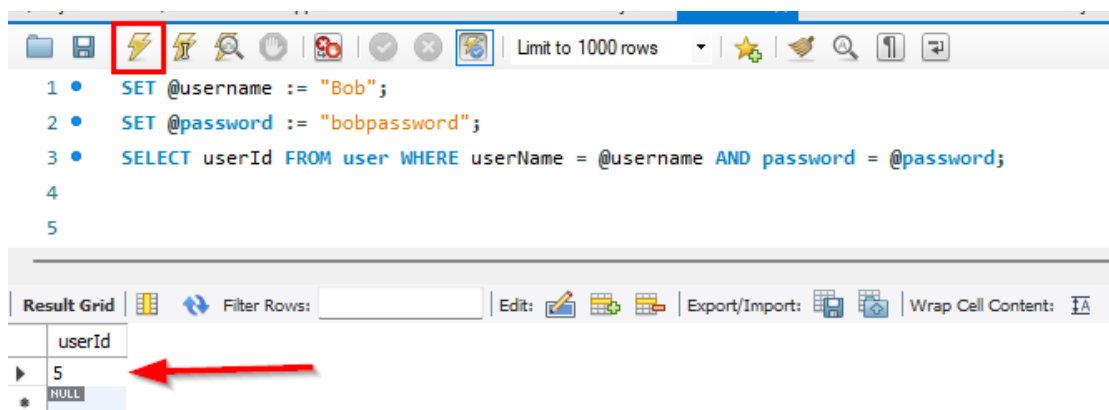 Limit to 1000 rows
1 SET @username := "Bob";
2 SET @password := "bobpassword";
3 SELECT userId FROM user WHERE userName = @username AND password = @password;
4
5
Result Grid Filter Rows: Edit: Export/Import: Wrap Cell Content: IA
userId
5
NULL